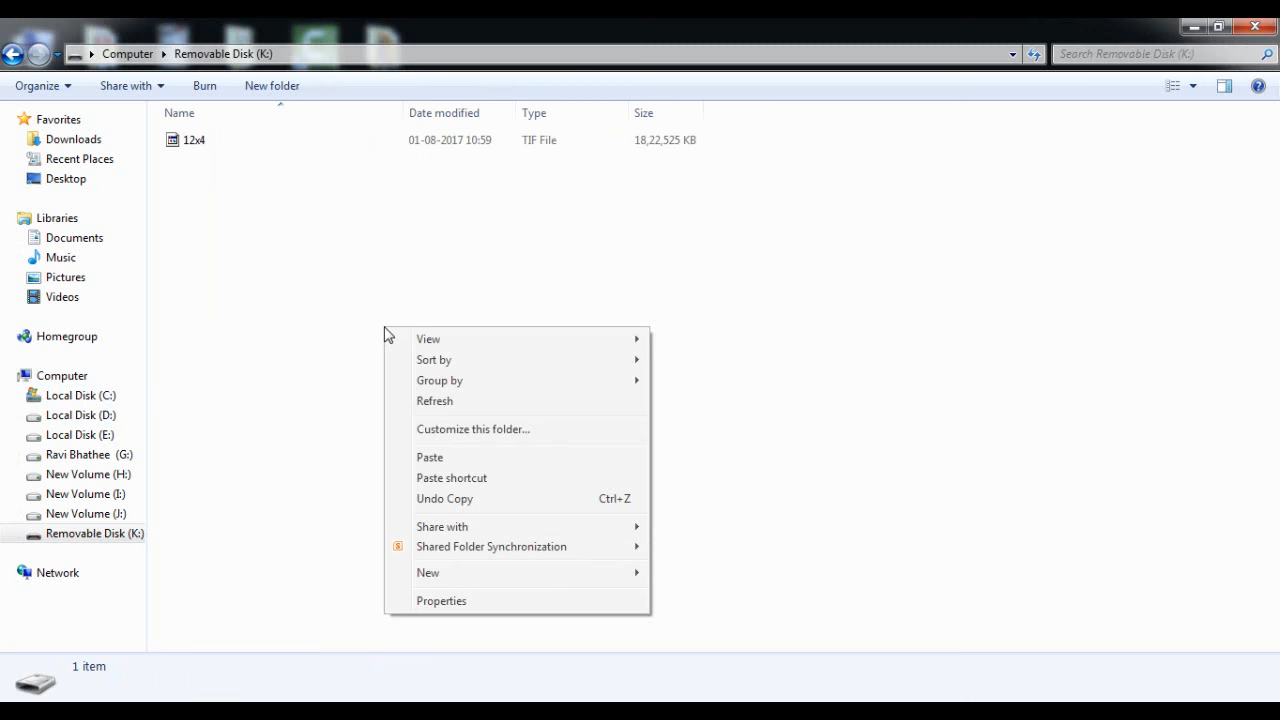 Computer Removable Disk (K:) Search Removable Disk (K:)
Organize Share with Burn New folder
Name Date modified Type Size
12x4 01-08-2017 10:59 TIF File 18,22,525 KB
Favorites
Downloads
Recent Places
Desktop
Libraries
Documents
Music
Pictures
Videos
Homegroup
Computer
Local Disk (C:)
Local Disk (D:)
Local Disk (E:)
Ravi Bhathee (G:)
New Volume (H:)
New Volume (I:)
New Volume (J:)
Removable Disk (K:)
Network
View
Sort by
Group by
Refresh
Customize this folder...
Paste
Paste shortcut
Undo Copy Ctrl+Z
Share with
Shared Folder Synchronization
New
Properties
1 item